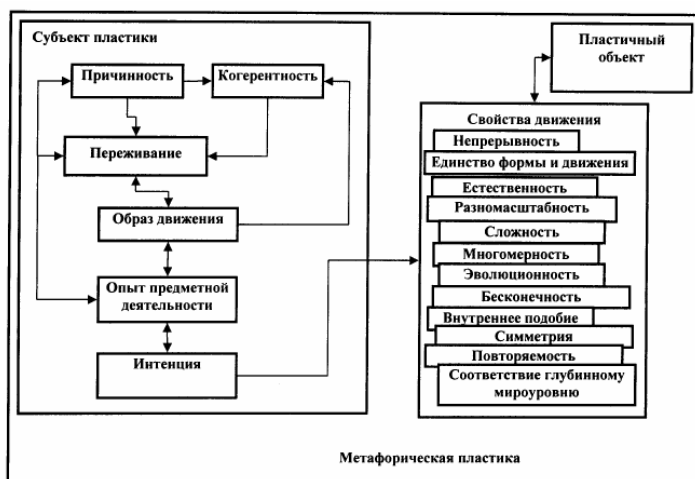 Субъект пластики
Причинность
Когерентность
Переживание
Образ движения
Опыт предметной
деятельности
Интенция
Пластичный
объект
Свойства движения
Непрерывность
Единство формы и движения
Естественность
Разномасштабность
Сложность
Многомерность
Эволюционность
Бесконечность
Внутреннее подобие
Симметрия
Повторяемость
Соответствие глубинному
мироуровню
Метафорическая пластика